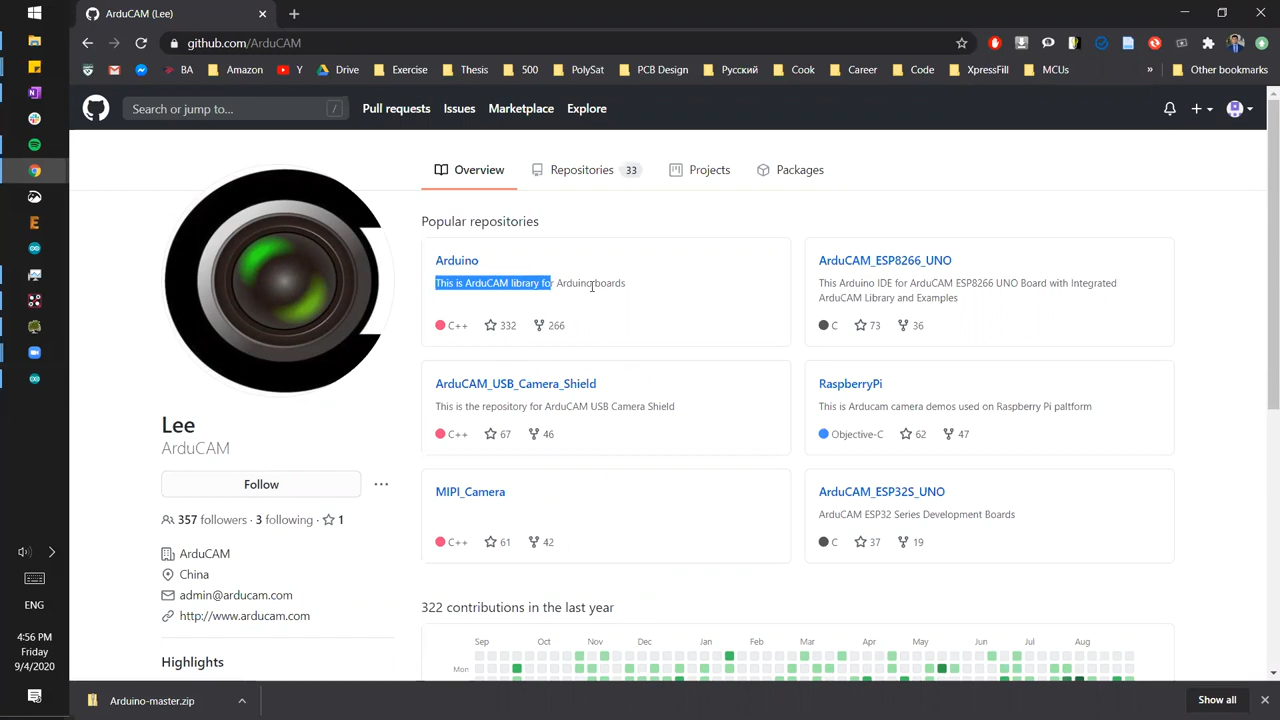 ArduCAM (Lee)
github.com/ArduCAM
BA
Amazon
Y
Drive
Exercise
Thesis
500
PolySat
PCB Design
Русский
Cook
Career
Code
XpressFill
MCUs
»
Other bookmarks
Search or jump to...
/
Pull requests
Issues
Marketplace
Explore
Overview
Repositories 33
Projects
Packages
Popular repositories
Arduino
This is ArduCAM library for Arduino boards
C++ 332 266
ArduCAM_ESP8266_UNO
This Arduino IDE for ArduCAM ESP8266 UNO Board with Integrated
ArduCAM Library and Examples
C 73 36
ArduCAM_USB_Camera_Shield
This is the repository for ArduCAM USB Camera Shield
C++ 67 46
RaspberryPi
This is Arducam camera demos used on Raspberry Pi paltform
Objective-C 62 47
MIPI_Camera
C++ 61 42
ArduCAM_ESP32S_UNO
ArduCAM ESP32 Series Development Boards
C 37 19
Lee
ArduCAM
Follow
357 followers · 3 following · 1
ArduCAM
China
admin@arducam.com
http://www.arducam.com
Highlights
322 contributions in the last year
Sep Oct Nov Dec Jan Feb Mar Apr May Jun Jul Aug
Mon
ENG
4:56 PM
Friday
9/4/2020
Arduino-master.zip
Show all